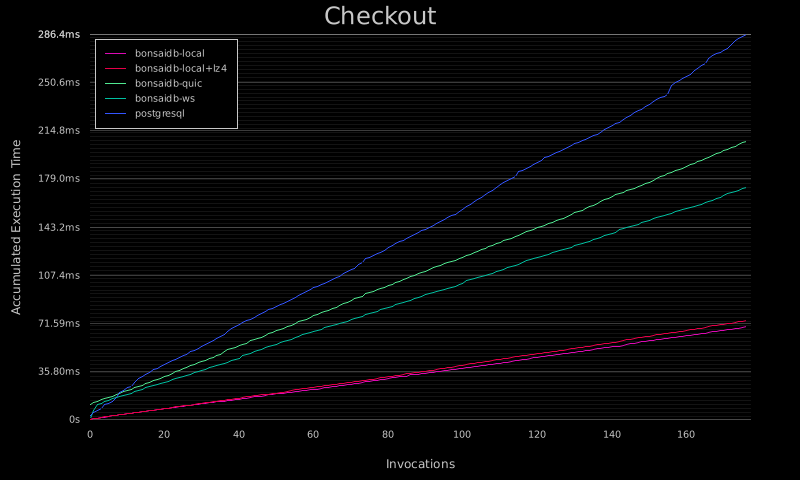 Checkout
286.4ms
250.6ms
214.8ms
179.0ms
143.2ms
107.4ms
71.59ms
35.80ms
0s
Accumulated Execution Time
bonsaidb-local
bonsaidb-local+lz4
bonsaidb-quic
bonsaidb-ws
postgresql
0 20 40 60 80 100 120 140 160
Invocations